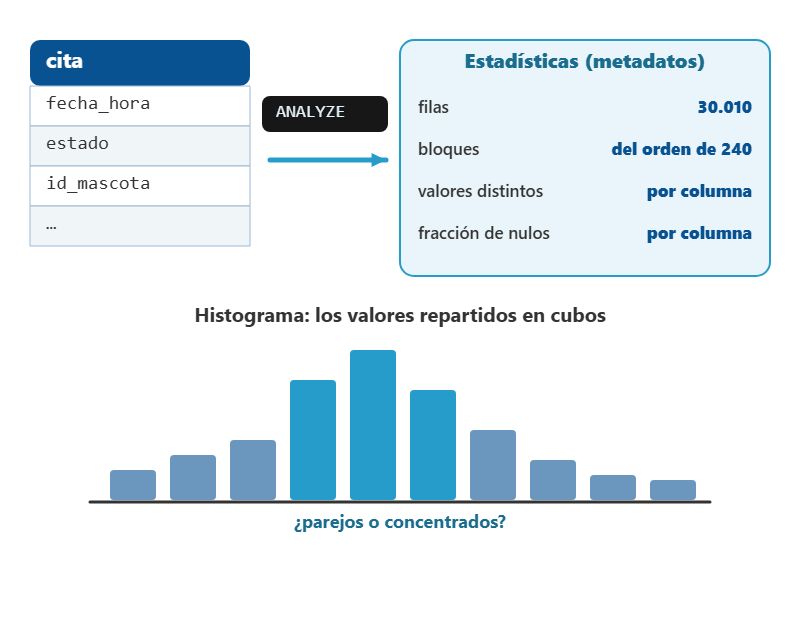 cita
fecha_hora
estado
id_mascota
…
ANALYZE
Estadísticas (metadatos)
filas 30.010
bloques del orden de 240
valores distintos por columna
fracción de nulos por columna
Histograma: los valores repartidos en cubos
¿parejos o concentrados?